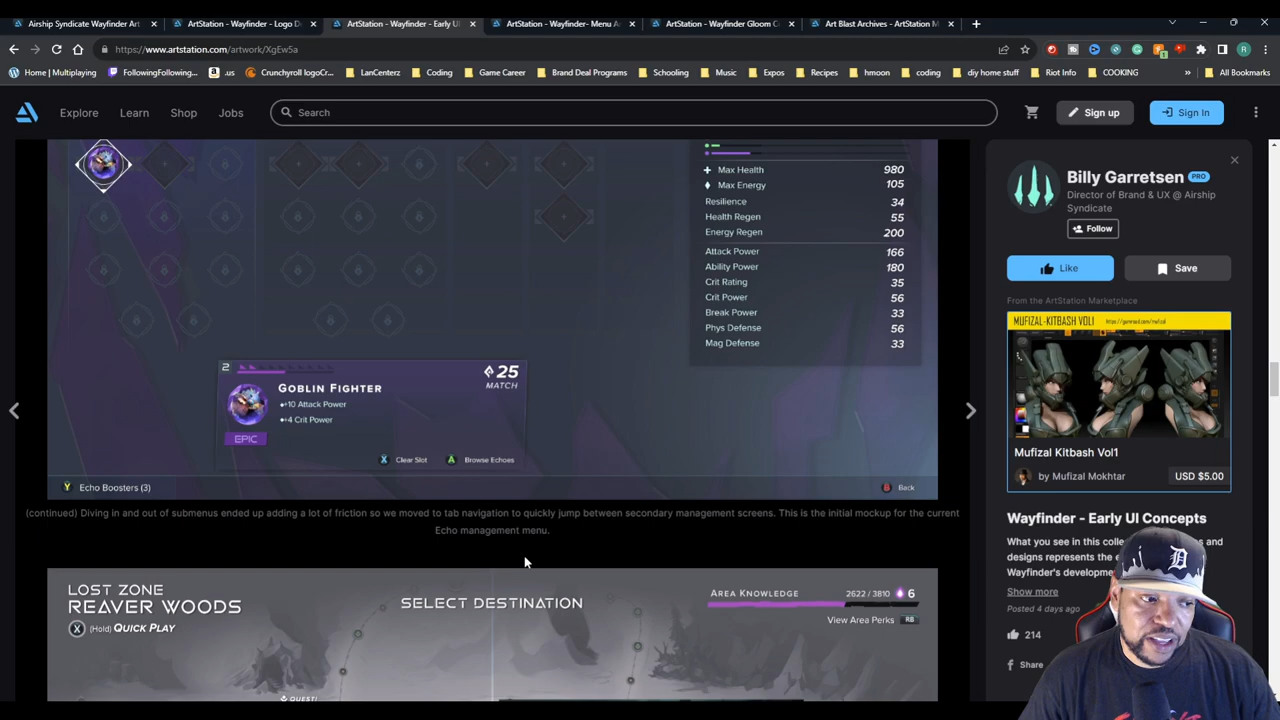 Airship Syndicate Wayfinder Art
ArtStation - Wayfinder - Logo D
ArtStation - Wayfinder - Early UI
ArtStation - Wayfinder- Menu A
ArtStation - Wayfinder Gloom C
Art Blast Archives - ArtStation M
https://www.artstation.com/artwork/XgEw5a
Home | Multiplaying
FollowingFollowing...
.us
Crunchyroll logoCr...
LanCenterz
Coding
Game Career
Brand Deal Programs
Schooling
Music
Expos
Recipes
hmoon
coding
diy home stuff
Riot Info
COOKING
»
All Bookmarks
Explore
Learn
Shop
Jobs
Search
Sign up
Sign In
Max Health 980
Max Energy 105
Resilience 34
Health Regen 55
Energy Regen 200
Attack Power 166
Ability Power 180
Crit Rating 35
Crit Power 56
Break Power 33
Phys Defense 56
Mag Defense 33
2
GOBLIN FIGHTER
25
MATCH
+10 Attack Power
+4 Crit Power
EPIC
X Clear Slot
A Browse Echoes
Y Echo Boosters (3)
B Back
(continued) Diving in and out of submenus ended up adding a lot of friction so we moved to tab navigation to quickly jump between secondary management screens. This is the initial mockup for the current
Echo management menu.
LOST ZONE
REAVER WOODS
X (Hold) QUICK PLAY
SELECT DESTINATION
AREA KNOWLEDGE 2622 / 3810 6
View Area Perks RB
QUEST!
Billy Garretsen PRO
Director of Brand & UX @ Airship
Syndicate
Follow
Like
Save
From the ArtStation Marketplace
MUFIZAL-KITBASH VOL1
Mufizal Kitbash Vol1
by Mufizal Mokhtar USD $5.00
Wayfinder - Early UI Concepts
What you see in this colle
and
designs represents the e
Wayfinder's developme
Show more
Posted 4 days ago
214
Share